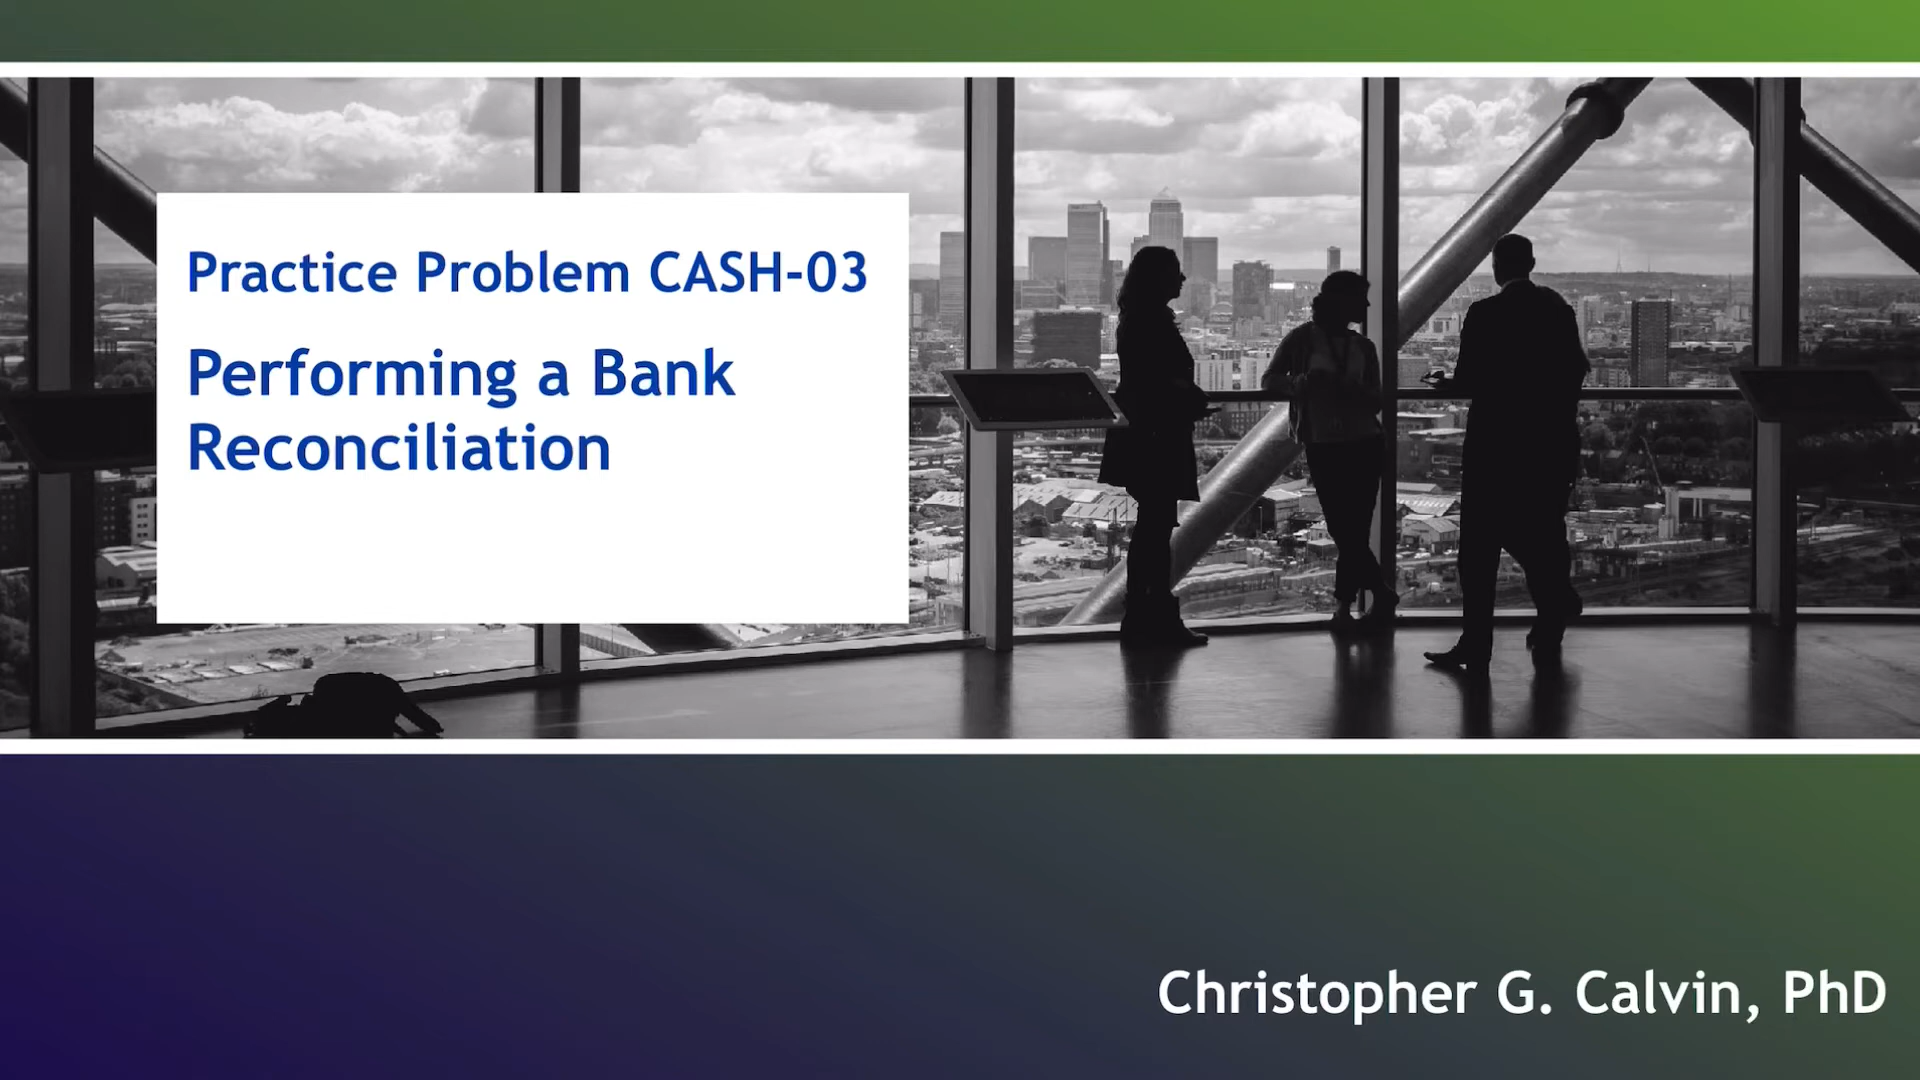 Practice Problem CASH-03
Performing a Bank
Reconciliation
Christopher G. Calvin, PhD